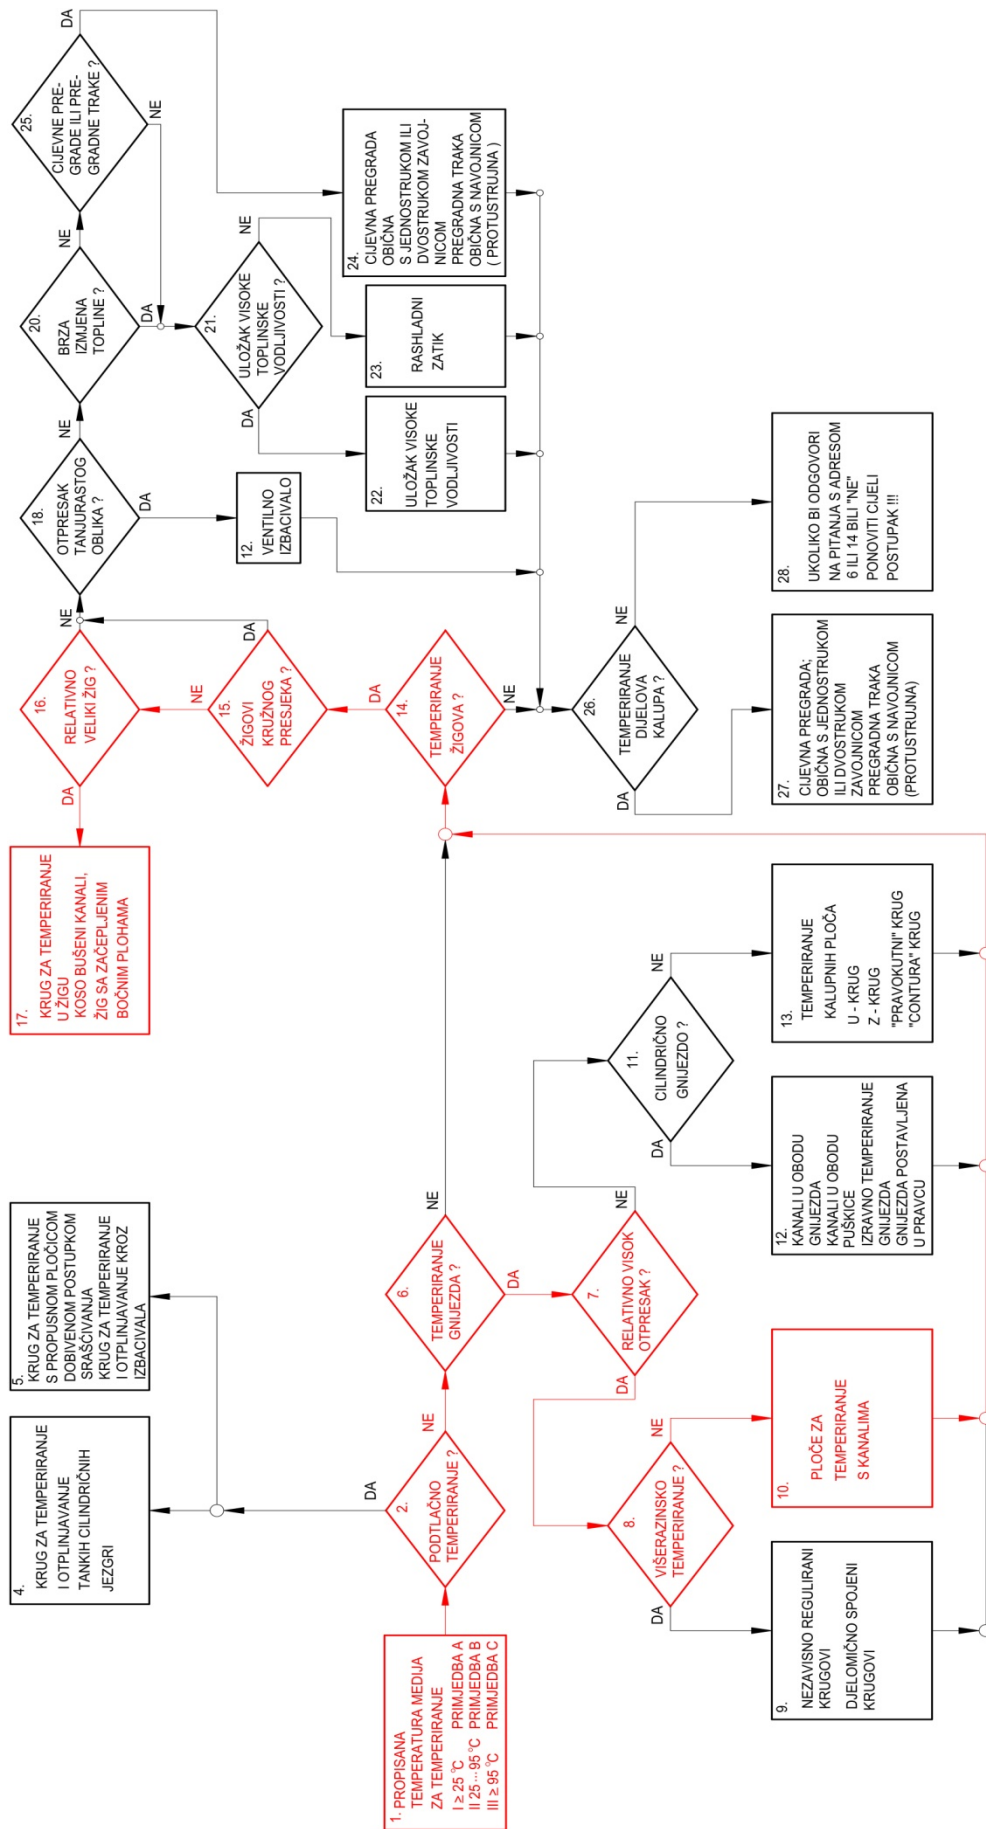 1. PROPISANA
TEMPERATURA MEDIJA
ZA TEMPERIRANJE
I ≥ 25 °C PRIMJEDBA A
II 25 ... 95 °C PRIMJEDBA B
III ≥ 95 °C PRIMJEDBA C
2.
PODTLAČNO
TEMPERIRANJE ?
DA
NE
4.
KRUG ZA TEMPERIRANJE
I OTPLINJAVANJE
TANKIH CILINDRIČNIH
JEZGRI
5.
KRUG ZA TEMPERIRANJE
S PROPUSNOM PLOČICOM
DOBIVENOM POSTUPKOM
SRAŠĆIVANJA
KRUG ZA TEMPERIRANJE
I OTPLINJAVANJE KROZ
IZBACIVALA
6.
TEMPERIRANJE
GNIJEZDA ?
NE
DA
7.
RELATIVNO VISOK
OTPRESAK ?
DA
NE
8.
VIŠERAZINSKO
TEMPERIRANJE ?
DA
NE
9.
NEZAVISNO REGULIRANI
KRUGOVI
DJELOMIČNO SPOJENI
KRUGOVI
10.
PLOČE ZA
TEMPERIRANJE
S KANALIMA
11.
CILINDRIČNO
GNIJEZDO ?
DA
NE
12.
KANALI U OBODU
GNIJEZDA
KANALI U OBODU
PUŠKICE
IZRAVNO TEMPERIRANJE
GNIJEZDA
GNIJEZDA POSTAVLJENA
U PRAVCU
13.
TEMPERIRANJE
KALUPNIH PLOČA
U - KRUG
Z - KRUG
"PRAVOKUTNI" KRUG
"CONTURA" KRUG
14.
TEMPERIRANJE
ŽIGOVA ?
DA
NE
15.
ŽIGOVI
KRUŽNOG
PRESJEKA ?
NE
DA
16.
RELATIVNO
VELIKI ŽIG ?
DA
NE
17.
KRUG ZA TEMPERIRANJE
U ŽIGU
KOSO BUŠENI KANALI,
ŽIG SA ZAČEPLJENIM
BOČNIM PLOHAMA
18.
OTPRESAK
TANJURASTOG
OBLIKA ?
NE
DA
12.
VENTILNO
IZBACIVALO
20.
BRZA
IZMJENA
TOPLINE ?
NE
DA
21.
ULOŽAK VISOKE
TOPLINSKE
VODLJIVOSTI ?
DA
NE
22.
ULOŽAK VISOKE
TOPLINSKE
VODLJIVOSTI
23.
RASHLADNI
ZATIK
24.
CIJEVNA PREGRADA
OBIČNA
S JEDNOSTRUKOM ILI
DVOSTRUKOM ZAVOJ-
NICOM
PREGRADNA TRAKA
OBIČNA S NAVOJNICOM
( PROTUSTRUJNA )
25.
CIJEVNE PRE-
GRADE ILI PRE-
GRADNE TRAKE ?
DA
NE
26.
TEMPERIRANJE
DIJELOVA
KALUPA ?
DA
NE
27.
CIJEVNA PREGRADA;
OBIČNA S JEDNOSTRUKOM
ILI DVOSTRUKOM
ZAVOJNICOM
PREGRADNA TRAKA
OBIČNA S NAVOJNICOM
(PROTUSTRUJNA)
28.
UKOLIKO BI ODGOVORI
NA PITANJA S ADRESOM
6 ILI 14 BILI "NE"
PONOVITI CIJELI
POSTUPAK !!!